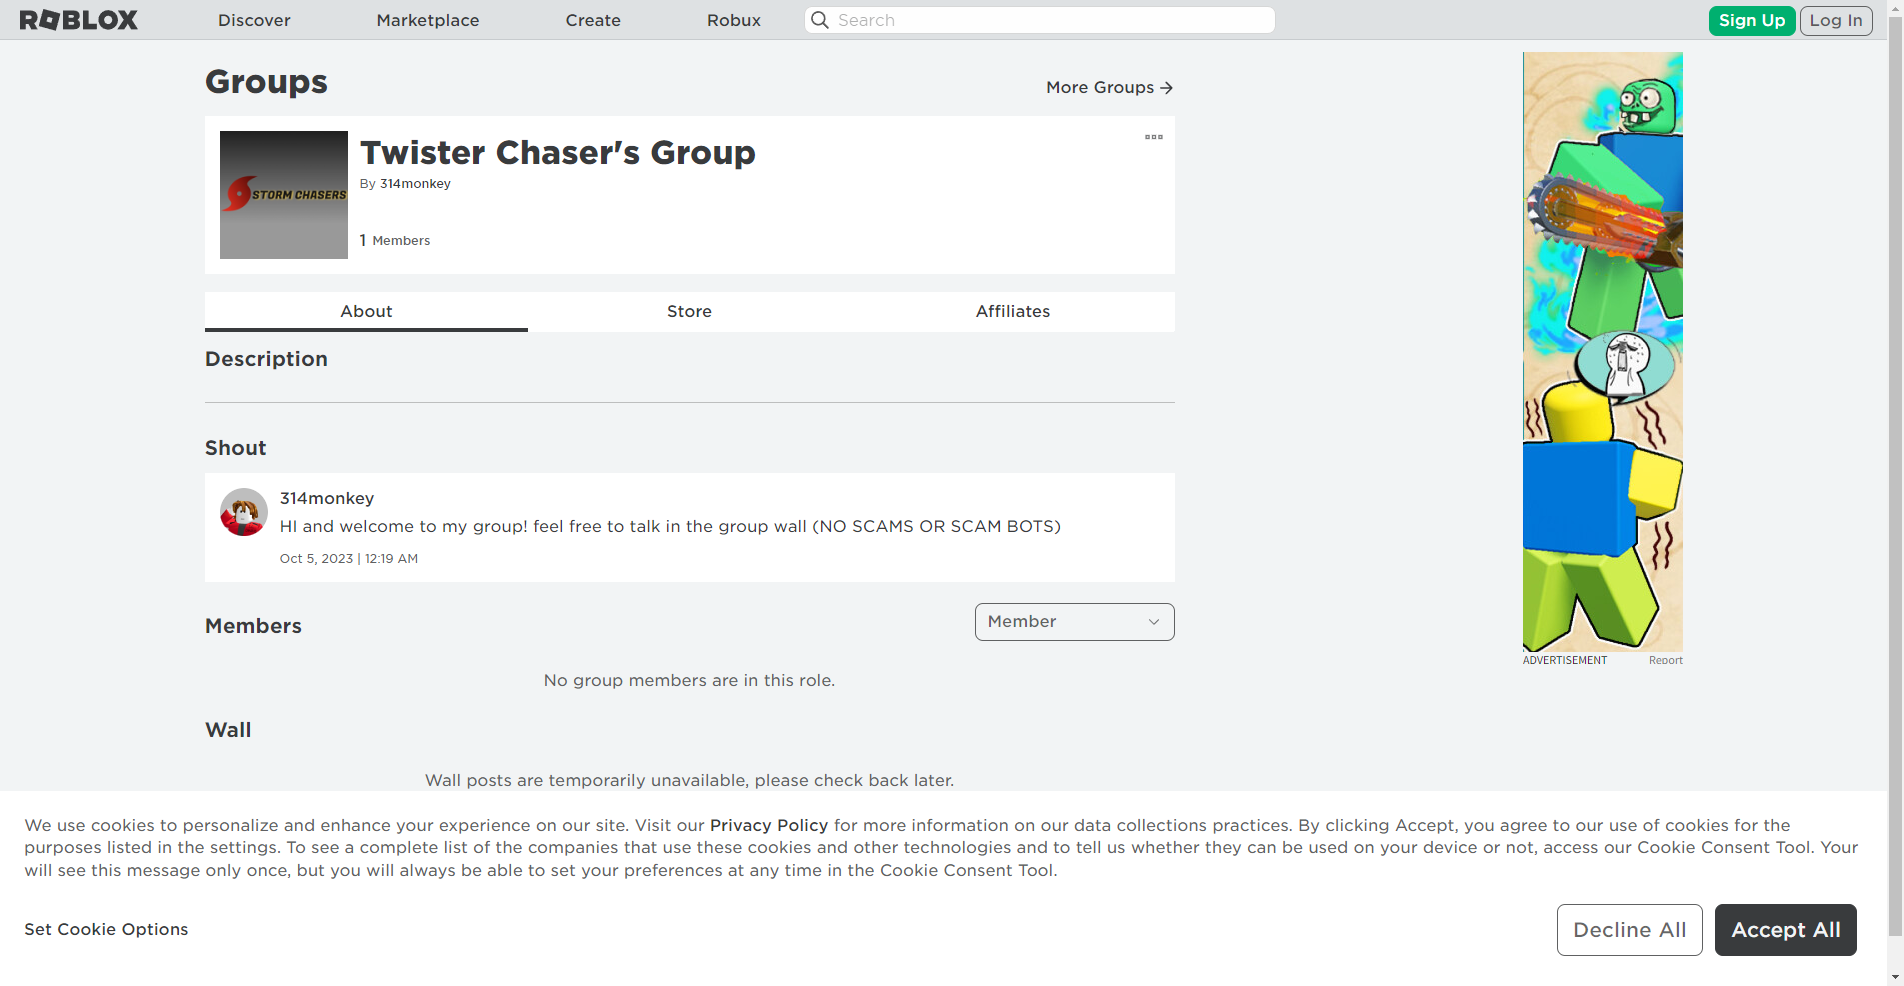 ROBLOX
Discover
Marketplace
Create
Robux
Search
Sign Up
Log In
Groups
More Groups
STORM CHASERS
Twister Chaser's Group
By 314monkey
1 Members
About
Store
Affiliates
Description
Shout
314monkey
HI and welcome to my group! feel free to talk in the group wall (NO SCAMS OR SCAM BOTS)
Oct 5, 2023 | 12:19 AM
Members
Member
No group members are in this role.
Wall
Wall posts are temporarily unavailable, please check back later.
ADVERTISEMENT
Report
We use cookies to personalize and enhance your experience on our site. Visit our Privacy Policy for more information on our data collections practices. By clicking Accept, you agree to our use of cookies for the
purposes listed in the settings. To see a complete list of the companies that use these cookies and other technologies and to tell us whether they can be used on your device or not, access our Cookie Consent Tool. Your
will see this message only once, but you will always be able to set your preferences at any time in the Cookie Consent Tool.
Set Cookie Options
Decline All
Accept All